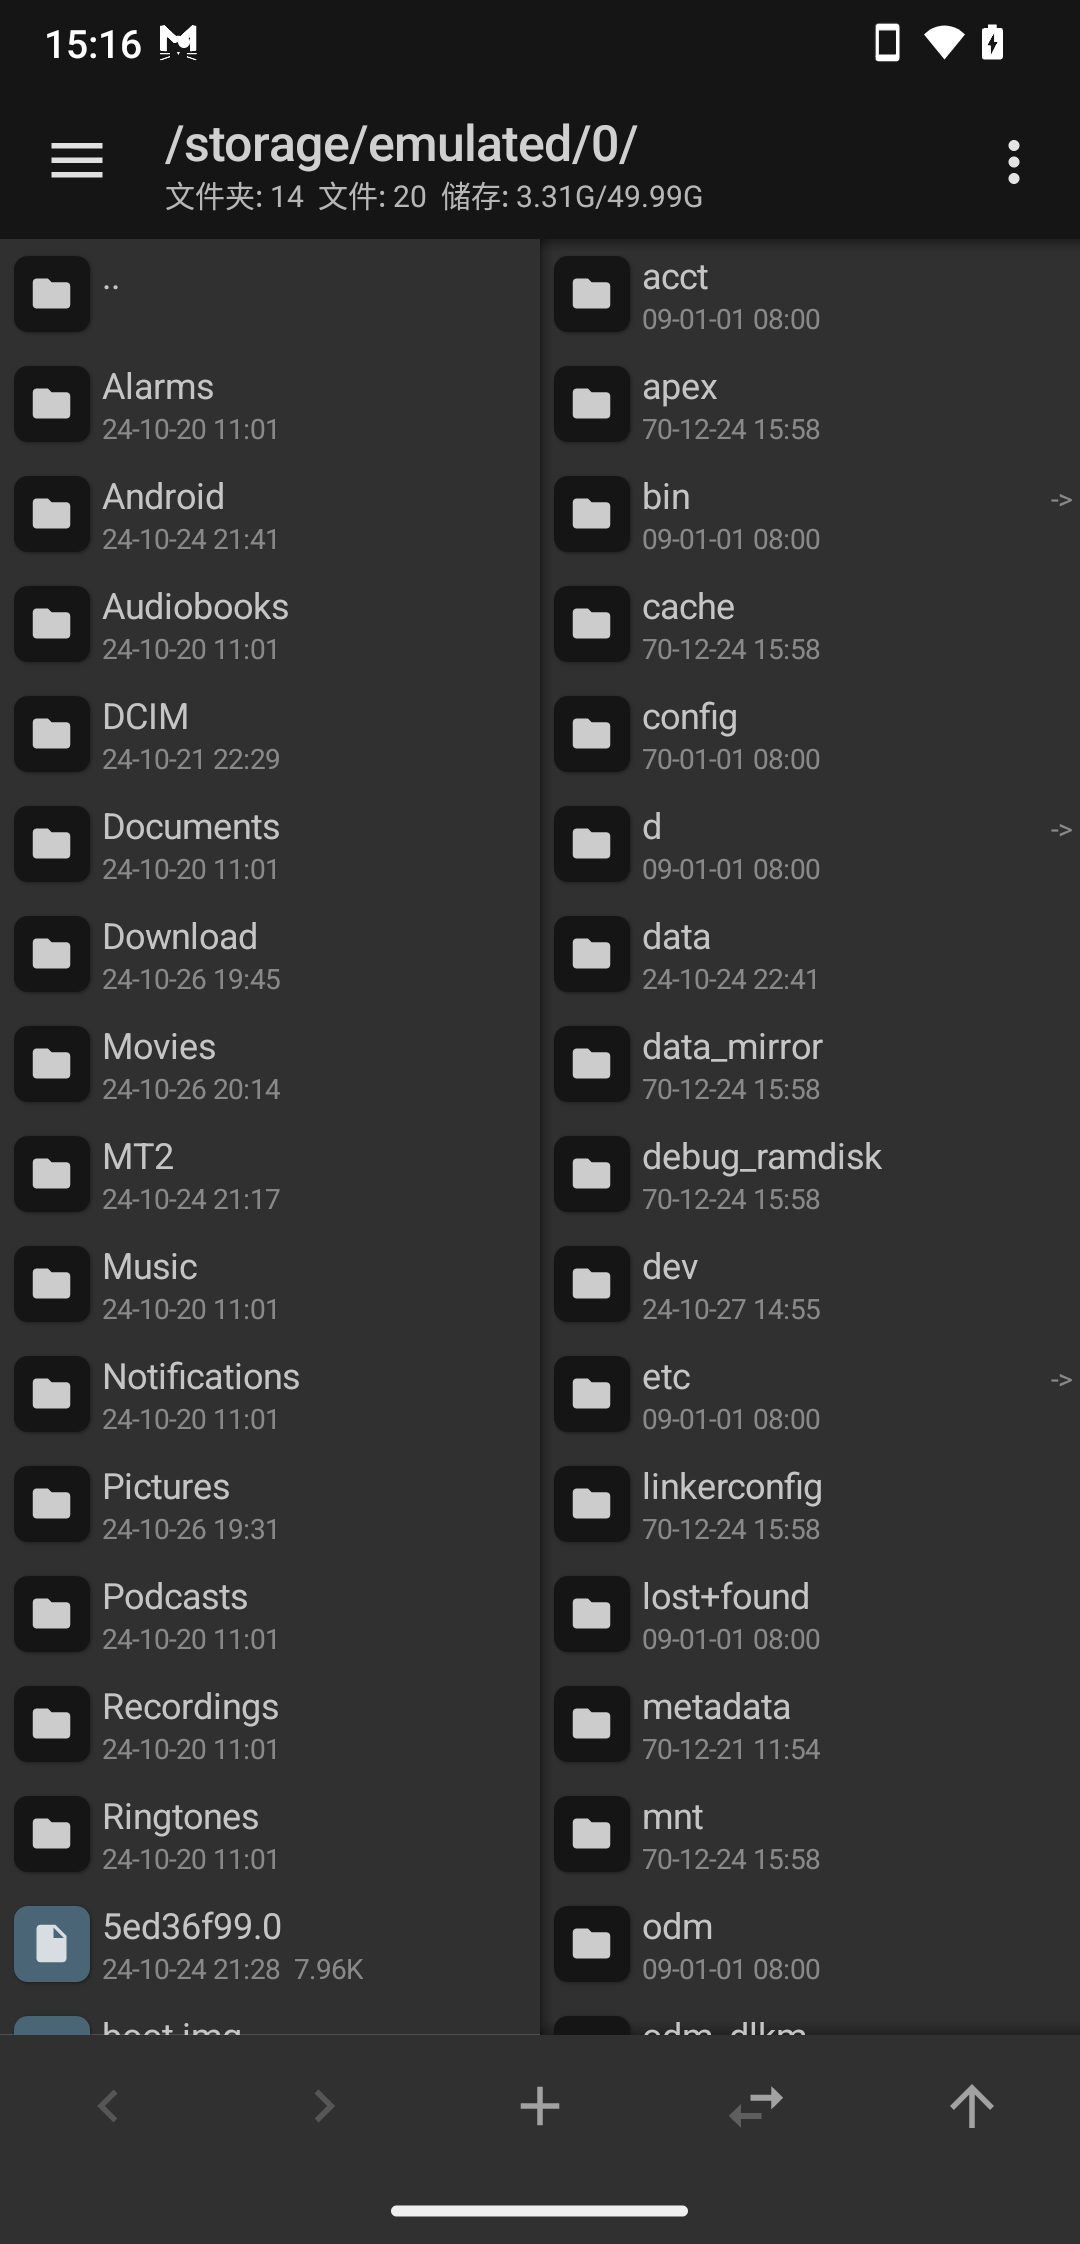 15:16
/storage/emulated/0/
文件夹: 14 文件: 20 储存: 3.31G/49.99G
..
Alarms
24-10-20 11:01
Android
24-10-24 21:41
Audiobooks
24-10-20 11:01
DCIM
24-10-21 22:29
Documents
24-10-20 11:01
Download
24-10-26 19:45
Movies
24-10-26 20:14
MT2
24-10-24 21:17
Music
24-10-20 11:01
Notifications
24-10-20 11:01
Pictures
24-10-26 19:31
Podcasts
24-10-20 11:01
Recordings
24-10-20 11:01
Ringtones
24-10-20 11:01
5ed36f99.0
24-10-24 21:28 7.96K
boot.img
acct
09-01-01 08:00
apex
70-12-24 15:58
bin ->
09-01-01 08:00
cache
70-12-24 15:58
config
70-01-01 08:00
d ->
09-01-01 08:00
data
24-10-24 22:41
data_mirror
70-12-24 15:58
debug_ramdisk
70-12-24 15:58
dev
24-10-27 14:55
etc ->
09-01-01 08:00
linkerconfig
70-12-24 15:58
lost+found
09-01-01 08:00
metadata
70-12-21 11:54
mnt
70-12-24 15:58
odm
09-01-01 08:00
odm_dlkm